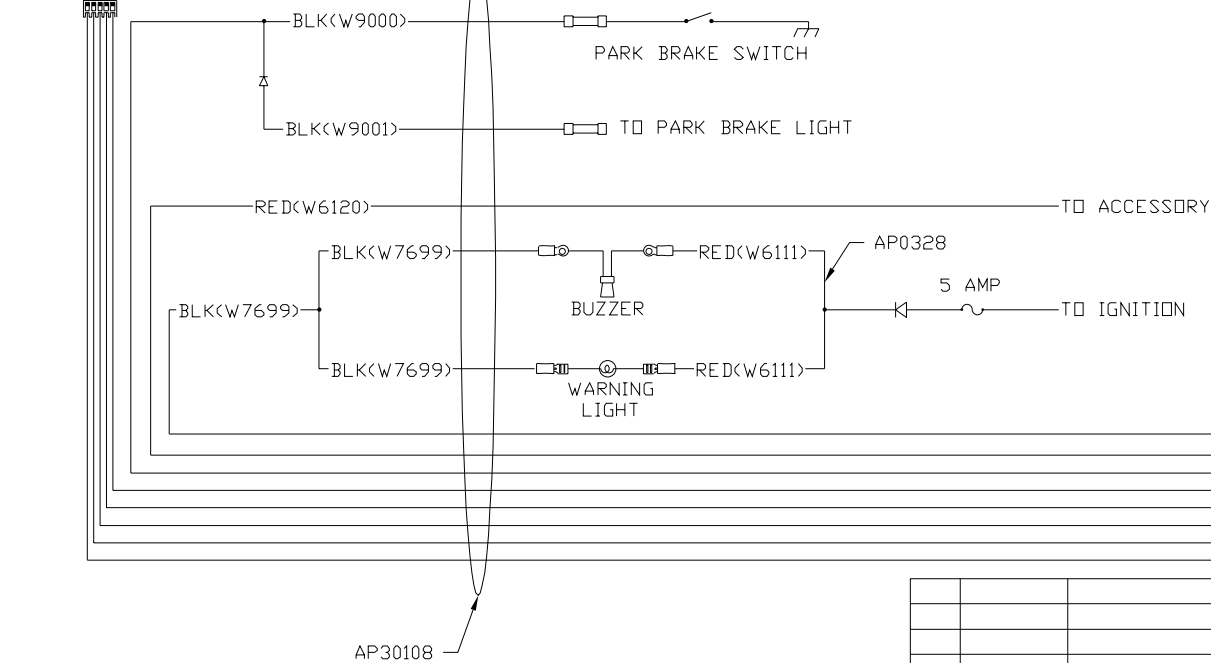 BLK(W9000)
PARK BRAKE SWITCH
BLK(W9001)
TO PARK BRAKE LIGHT
RED(W6120)
TO ACCESSORY
BLK(W7699)
RED(W6111)
AP0328
BUZZER
5 AMP
BLK(W7699)
TO IGNITION
BLK(W7699)
RED(W6111)
WARNING
LIGHT
AP30108